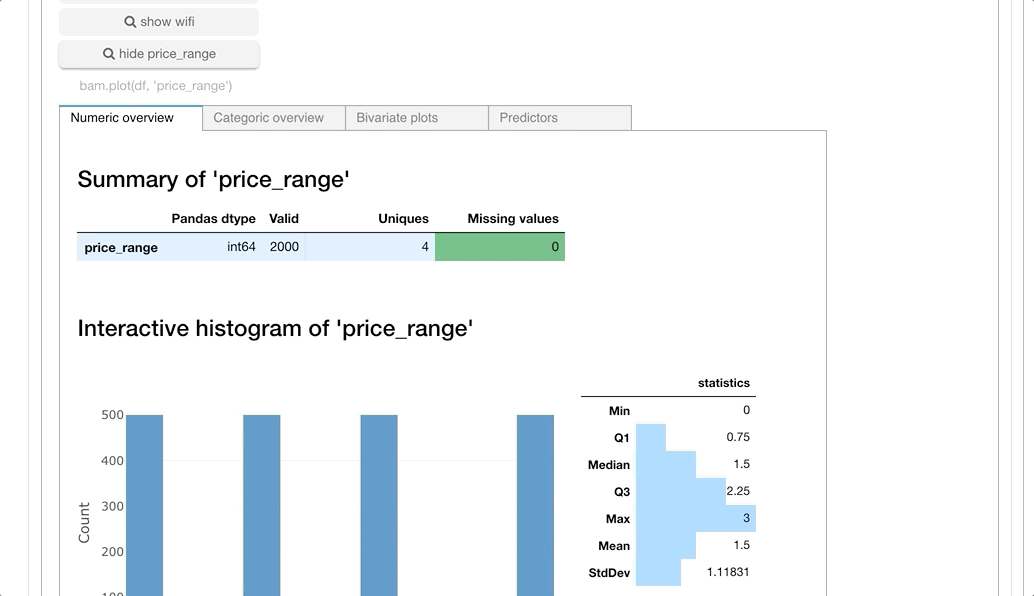 show wifi
hide price_range
bam.plot(df, 'price_range')
Numeric overview Categoric overview Bivariate plots Predictors
Summary of 'price_range'
Pandas dtype Valid Uniques Missing values
price_range int64 2000 4 0
Interactive histogram of 'price_range'
statistics
Min 0
Q1 0.75
Median 1.5
Q3 2.25
Max 3
Mean 1.5
StdDev 1.11831
500
400
300
200
100
Count